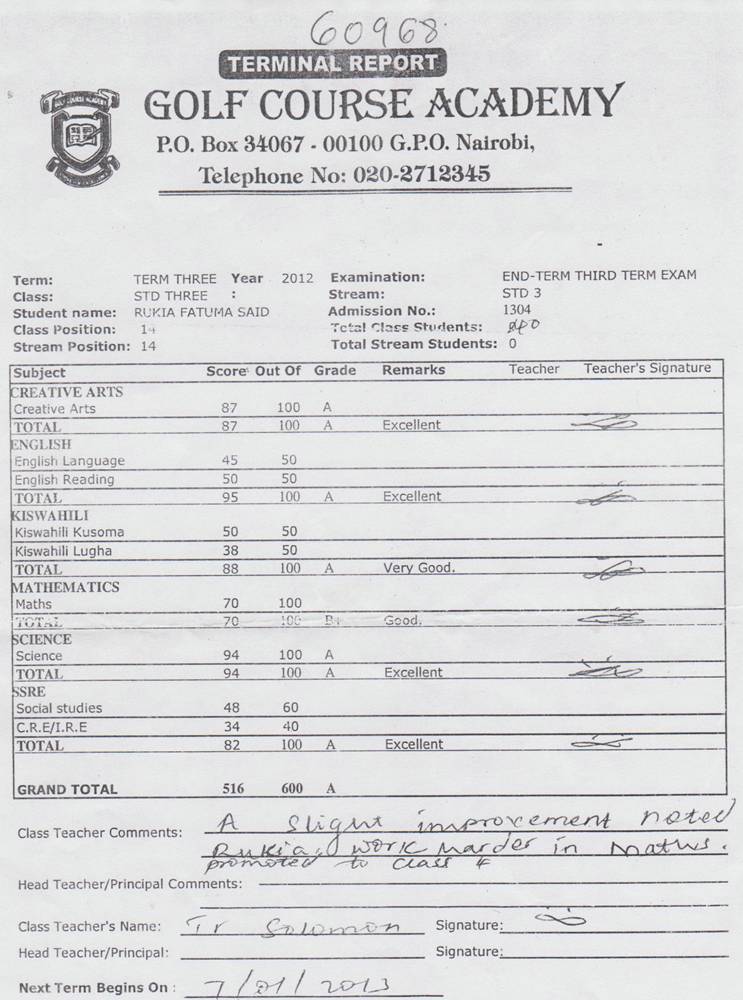 60968
TERMINAL REPORT
GOLF COURSE ACADEMY
P.O. Box 34067 - 00100 G.P.O. Nairobi,
Telephone No: 020-2712345
Term: TERM THREE Year 2012 Examination: END-TERM THIRD TERM EXAM
Class: STD THREE : Stream: STD 3
Student name: RUKIA FATUMA SAID Admission No.: 1304
Class Position: 14 Total Class Students:
Stream Position: 14 Total Stream Students: 0
Subject Score Out Of Grade Remarks Teacher Teacher's Signature
CREATIVE ARTS
Creative Arts 87 100 A
TOTAL 87 100 A Excellent
ENGLISH
English Language 45 50
English Reading 50 50
TOTAL 95 100 A Excellent
KISWAHILI
Kiswahili Kusoma 50 50
Kiswahili Lugha 38 50
TOTAL 88 100 A Very Good.
MATHEMATICS
Maths 70 100
TOTAL 70 100 B+ Good.
SCIENCE
Science 94 100 A
TOTAL 94 100 A Excellent
SSRE
Social studies 48 60
C.R.E/I.R.E 34 40
TOTAL 82 100 A Excellent
GRAND TOTAL 516 600 A
Class Teacher Comments: A slight improvement noted
Rukia, work harder in Maths.
promoted to class 4
Head Teacher/Principal Comments:
Class Teacher's Name: Tr Solomon Signature:
Head Teacher/Principal: Signature:
Next Term Begins On : 7/01/2013